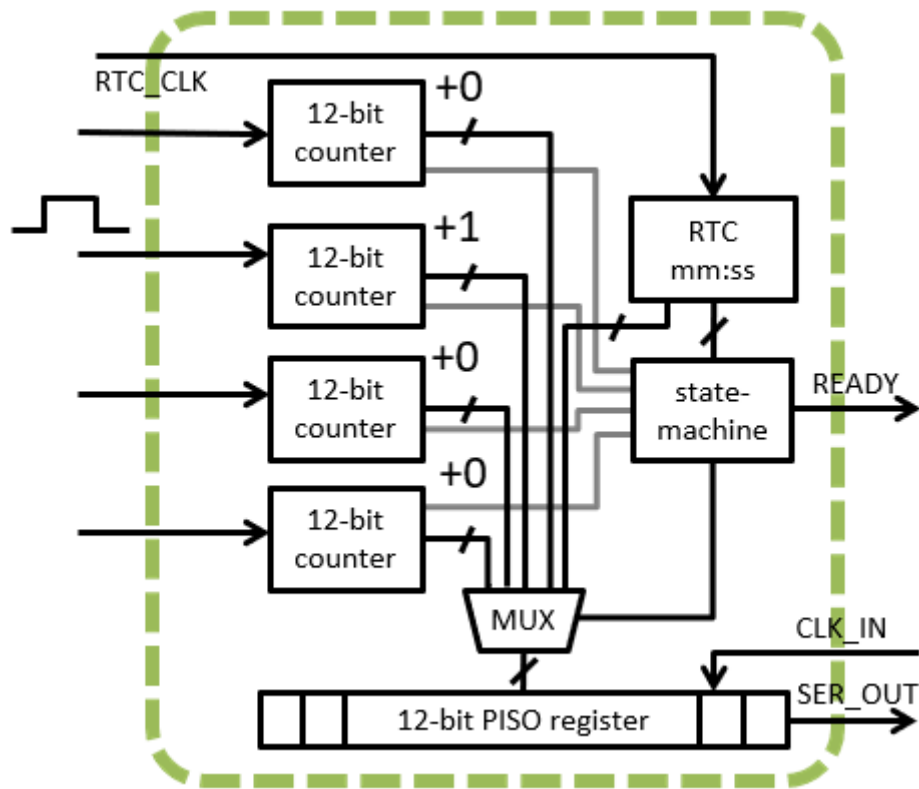 RTC_CLK
+0
12-bit
counter
+1
12-bit
counter
RTC
mm:ss
+0
12-bit
counter
state-
machine
READY
+0
12-bit
counter
MUX
CLK_IN
12-bit PISO register
SER_OUT